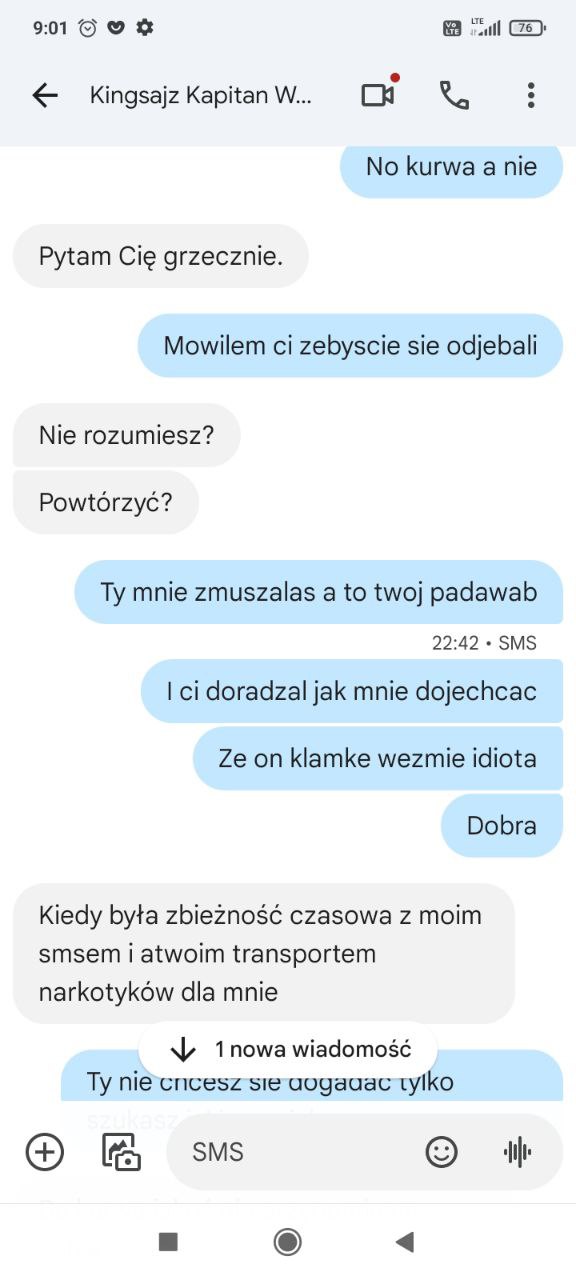 9:01
Vo LTE LTE 76
Kingsajz Kapitan W...
No kurwa a nie
Pytam Cię grzecznie.
Mowilem ci zebyscie sie odjebali
Nie rozumiesz?
Powtórzyć?
Ty mnie zmuszalas a to twoj padawab
22:42 • SMS
I ci doradzal jak mnie dojechcac
Ze on klamke wezmie idiota
Dobra
Kiedy była zbieżność czasowa z moim
smsem i atwoim transportem
narkotyków dla mnie
1 nowa wiadomość
Ty nie chcesz sie dogadac tylko
szukasz
SMS